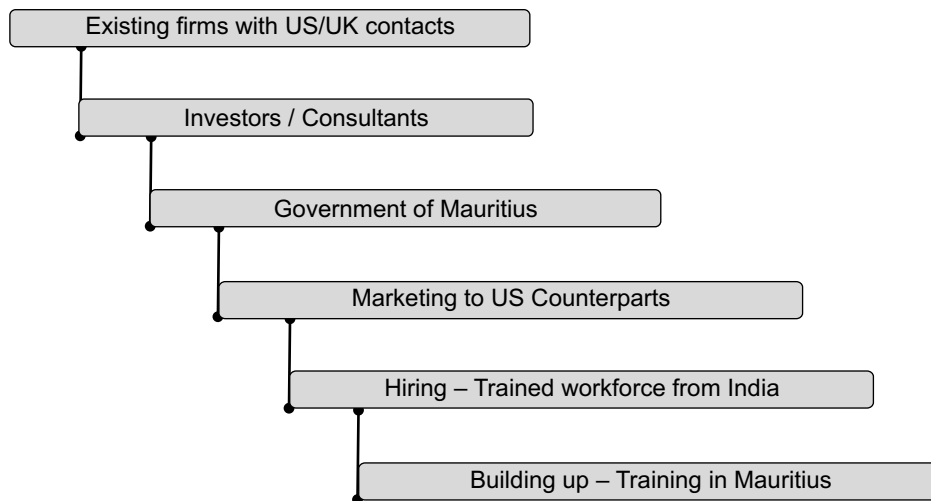 Existing firms with US/UK contacts
Investors / Consultants
Government of Mauritius
Marketing to US Counterparts
Hiring – Trained workforce from India
Building up – Training in Mauritius